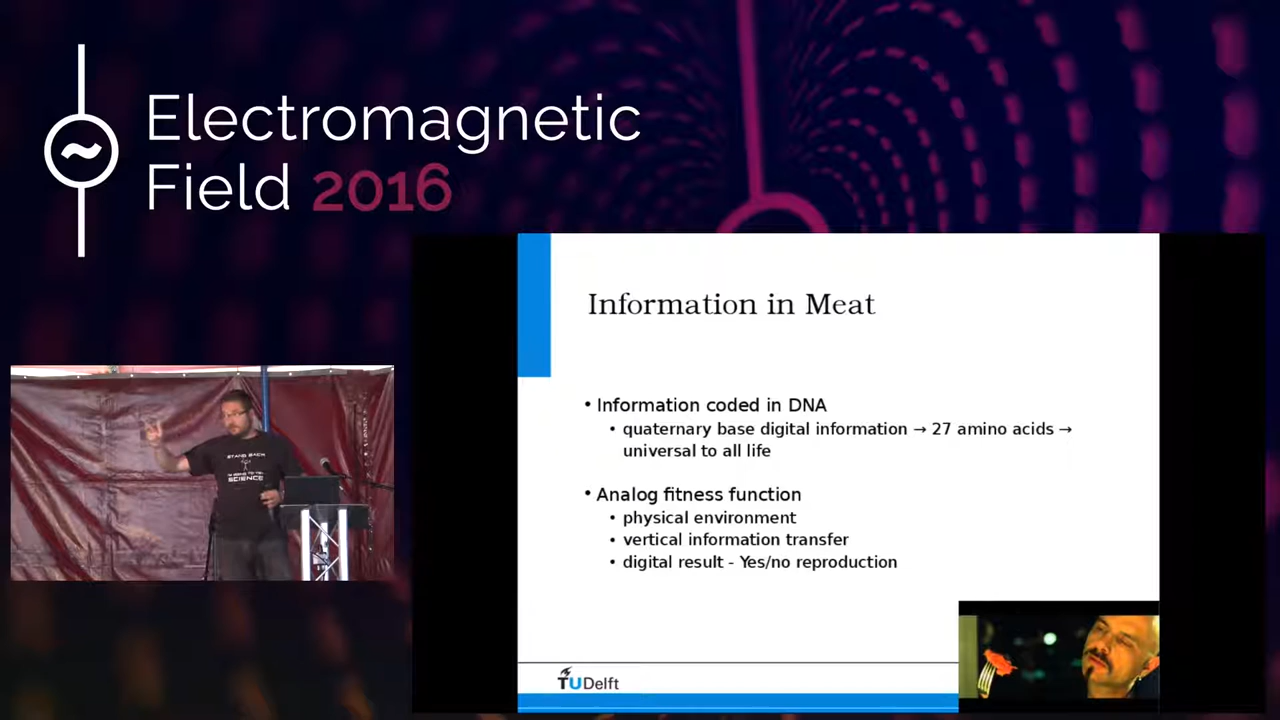 Electromagnetic
Field 2016
Information in Meat
• Information coded in DNA
• quaternary base digital information → 27 amino acids →
universal to all life
• Analog fitness function
• physical environment
• vertical information transfer
• digital result - Yes/no reproduction
STAND BACK
SCIENCE
TUDelft